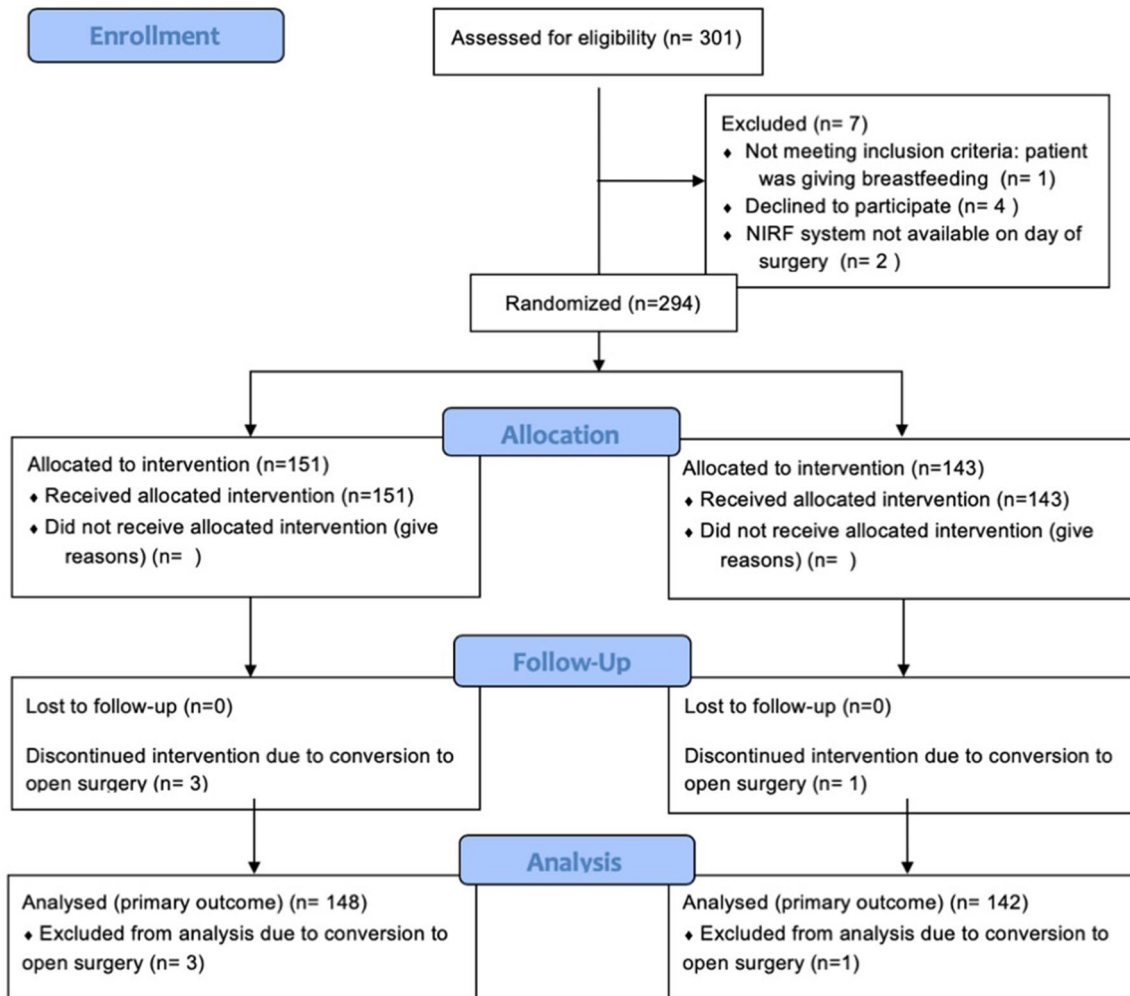 Enrollment
Assessed for eligibility (n= 301)
Excluded (n= 7)
♦ Not meeting inclusion criteria: patient
was giving breastfeeding (n= 1)
♦ Declined to participate (n= 4 )
♦ NIRF system not available on day of
surgery (n= 2 )
Randomized (n=294)
Allocation
Allocated to intervention (n=151)
♦ Received allocated intervention (n=151)
♦ Did not receive allocated intervention (give
reasons) (n= )
Allocated to intervention (n=143)
♦ Received allocated intervention (n=143)
♦ Did not receive allocated intervention (give
reasons) (n= )
Follow-Up
Lost to follow-up (n=0)
Discontinued intervention due to conversion to
open surgery (n= 3)
Lost to follow-up (n=0)
Discontinued intervention due to conversion to
open surgery (n= 1)
Analysis
Analysed (primary outcome) (n= 148)
♦ Excluded from analysis due to conversion to
open surgery (n= 3)
Analysed (primary outcome) (n= 142)
♦ Excluded from analysis due to conversion to
open surgery (n=1)